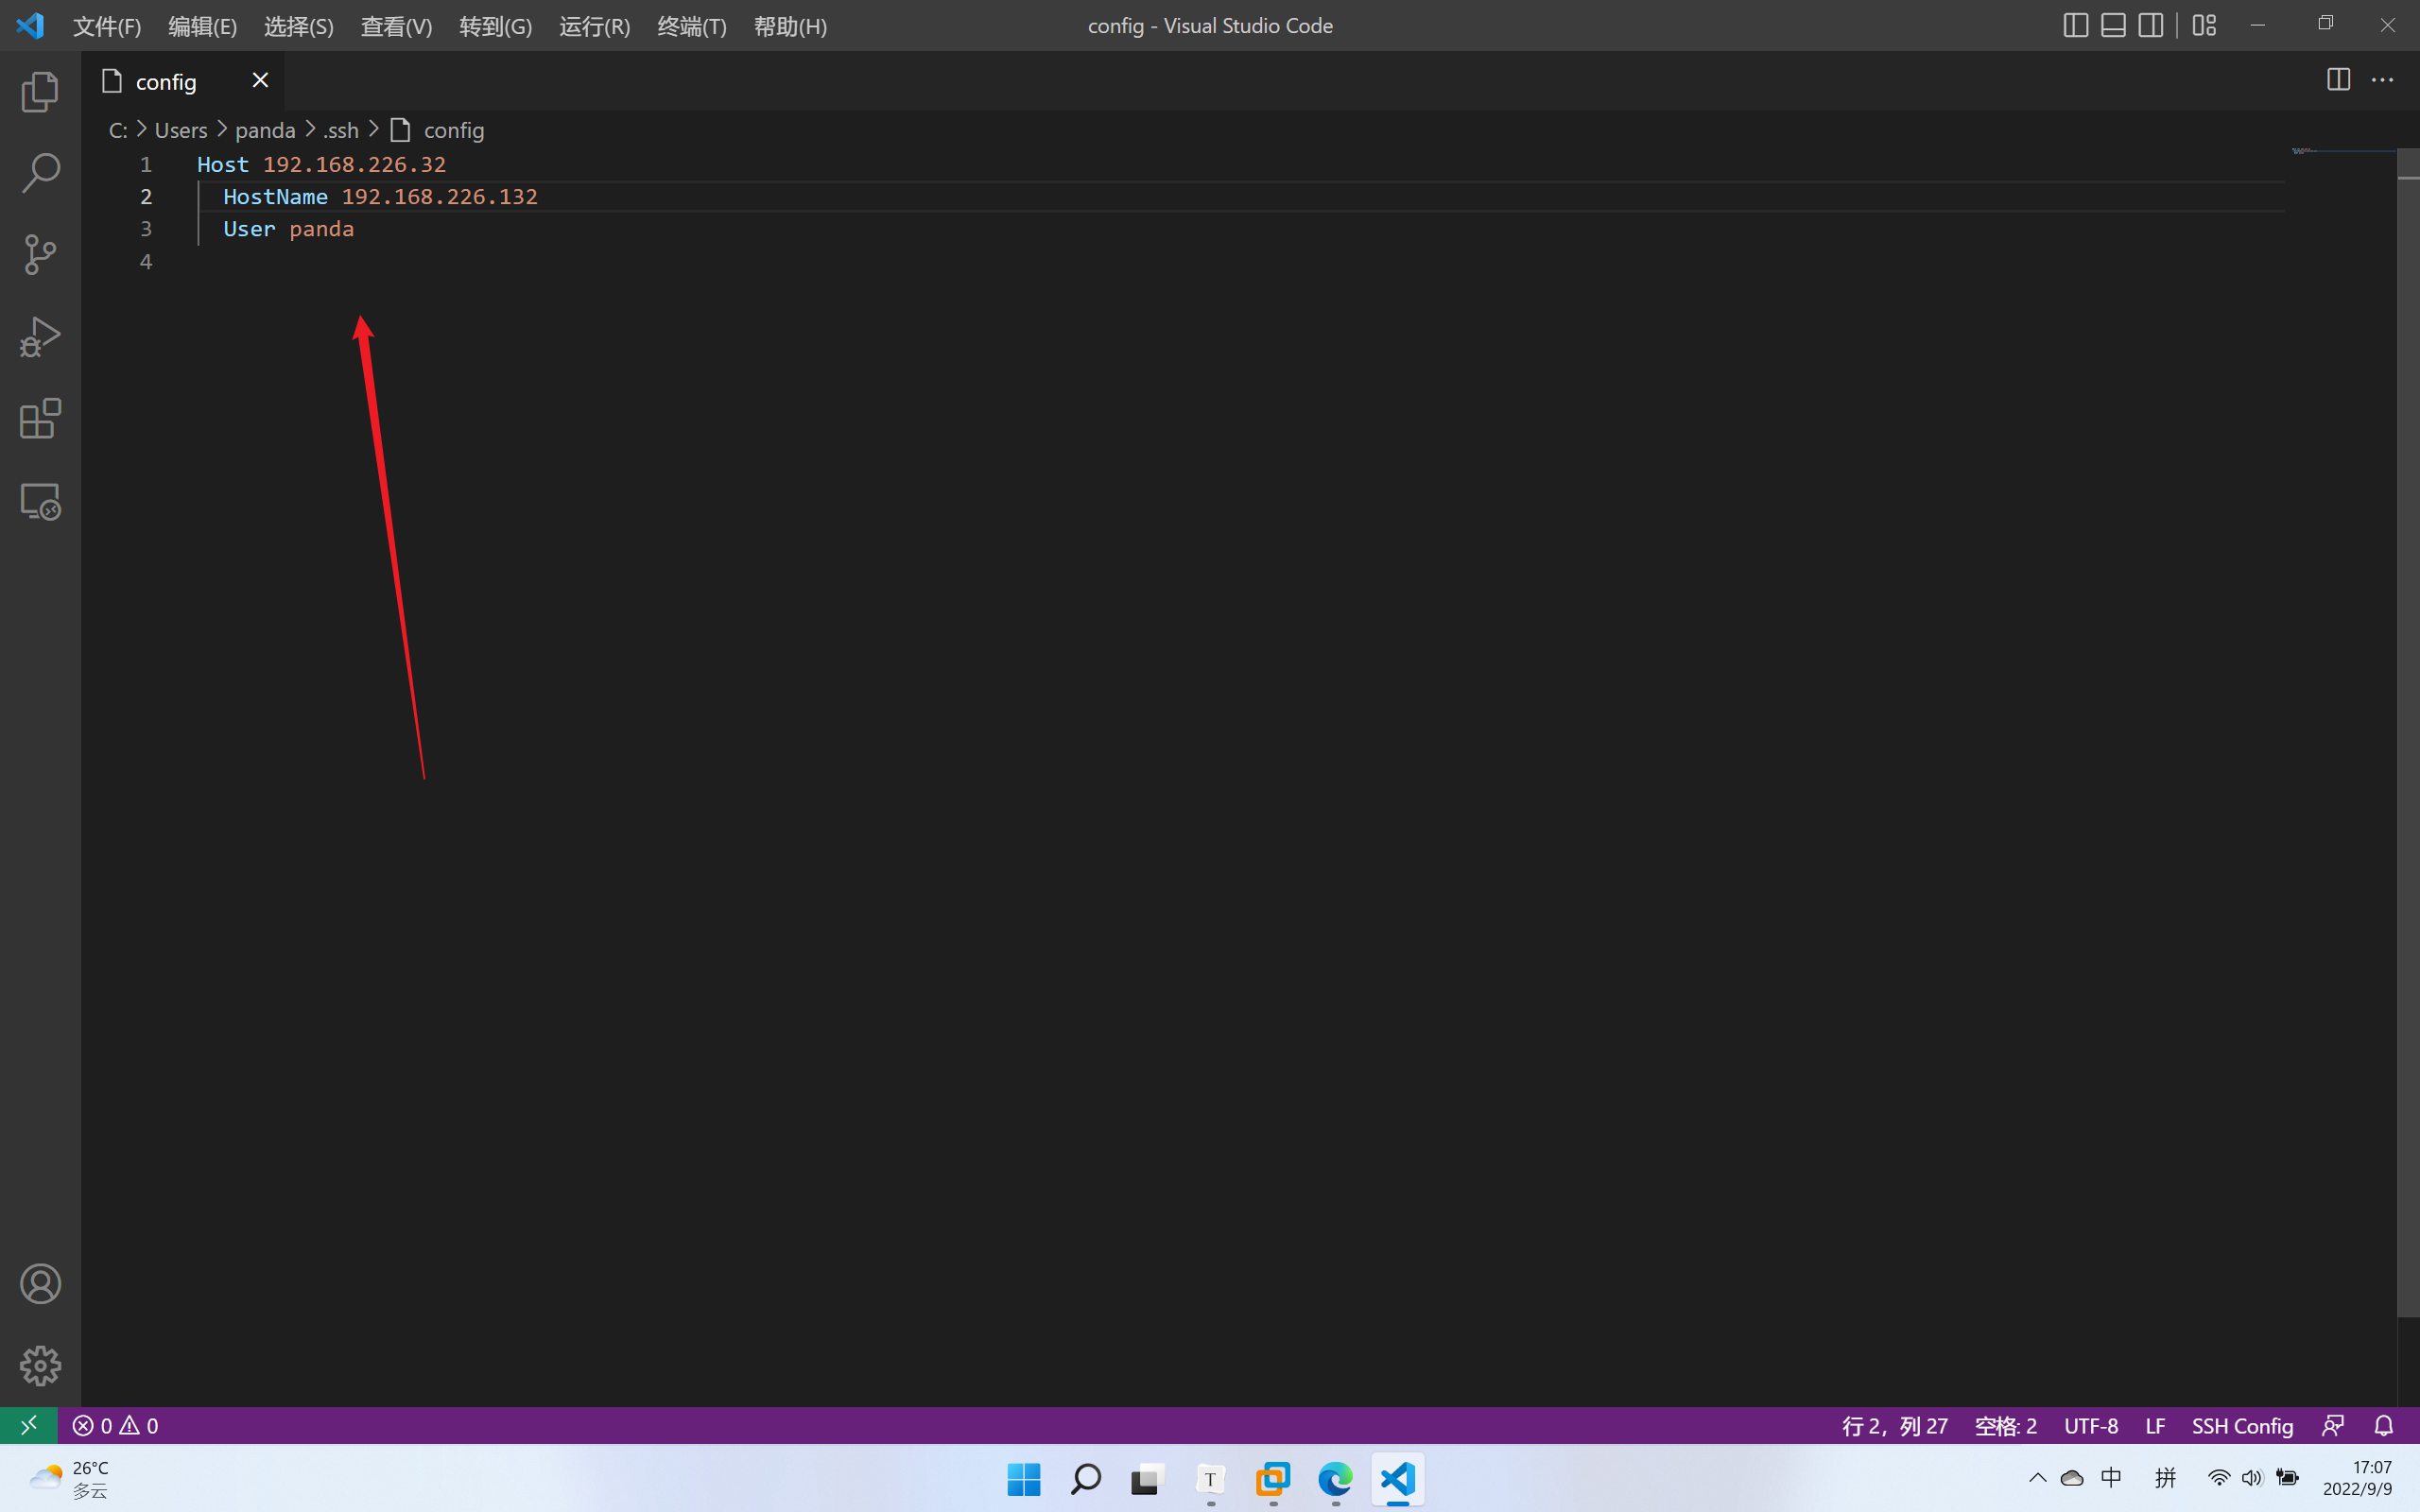 文件(F) 编辑(E) 选择(S) 查看(V) 转到(G) 运行(R) 终端(T) 帮助(H) config - Visual Studio Code
config
C: Users panda .ssh config
1 Host 192.168.226.32
2 HostName 192.168.226.132
3 User panda
4
0 0 行 2，列 27 空格: 2 UTF-8 LF SSH Config
26°C
多云
T
中 拼
17:07
2022/9/9